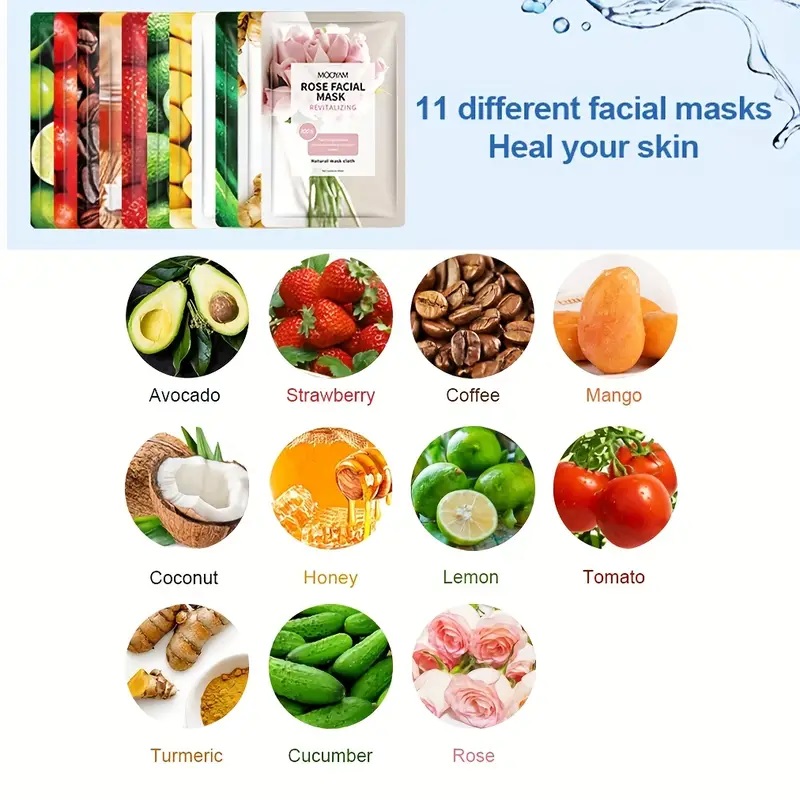 MOOYAM
ROSE FACIAL
MASK
REVITALIZING
Natural mask cloth
11 different facial masks
Heal your skin
Avocado
Strawberry
Coffee
Mango
Coconut
Honey
Lemon
Tomato
Turmeric
Cucumber
Rose